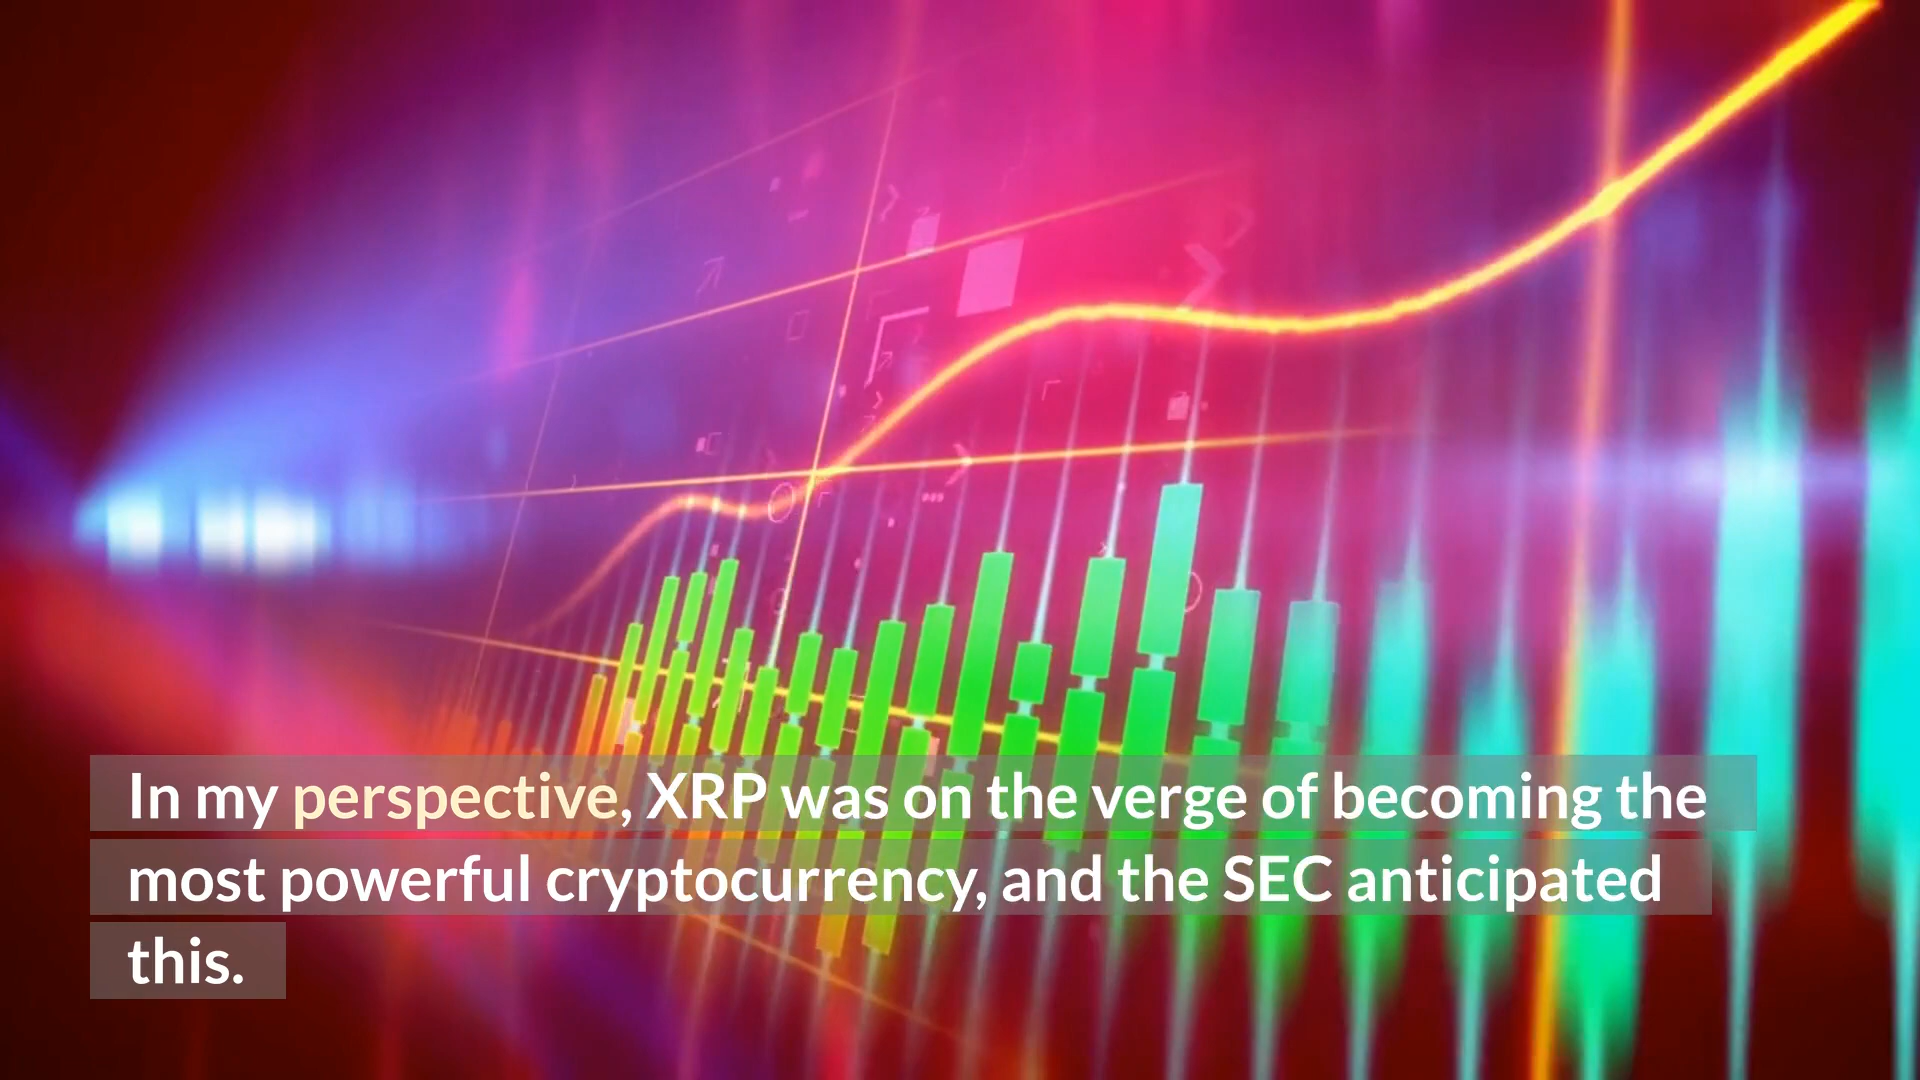 In my perspective, XRP was on the verge of becoming the
most powerful cryptocurrency, and the SEC anticipated
this.